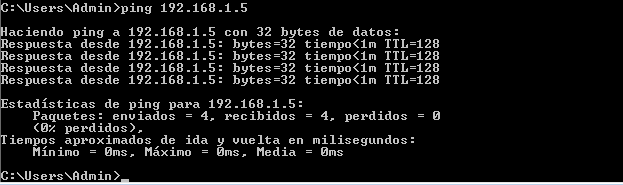 C:\Users\Admin>ping 192.168.1.5
Haciendo ping a 192.168.1.5 con 32 bytes de datos:
Respuesta desde 192.168.1.5: bytes=32 tiempo<1m TTL=128
Respuesta desde 192.168.1.5: bytes=32 tiempo<1m TTL=128
Respuesta desde 192.168.1.5: bytes=32 tiempo<1m TTL=128
Respuesta desde 192.168.1.5: bytes=32 tiempo<1m TTL=128
Estadísticas de ping para 192.168.1.5:
Paquetes: enviados = 4, recibidos = 4, perdidos = 0
(0% perdidos),
Tiempos aproximados de ida y vuelta en milisegundos:
Mínimo = 0ms, Máximo = 0ms, Media = 0ms
C:\Users\Admin>_